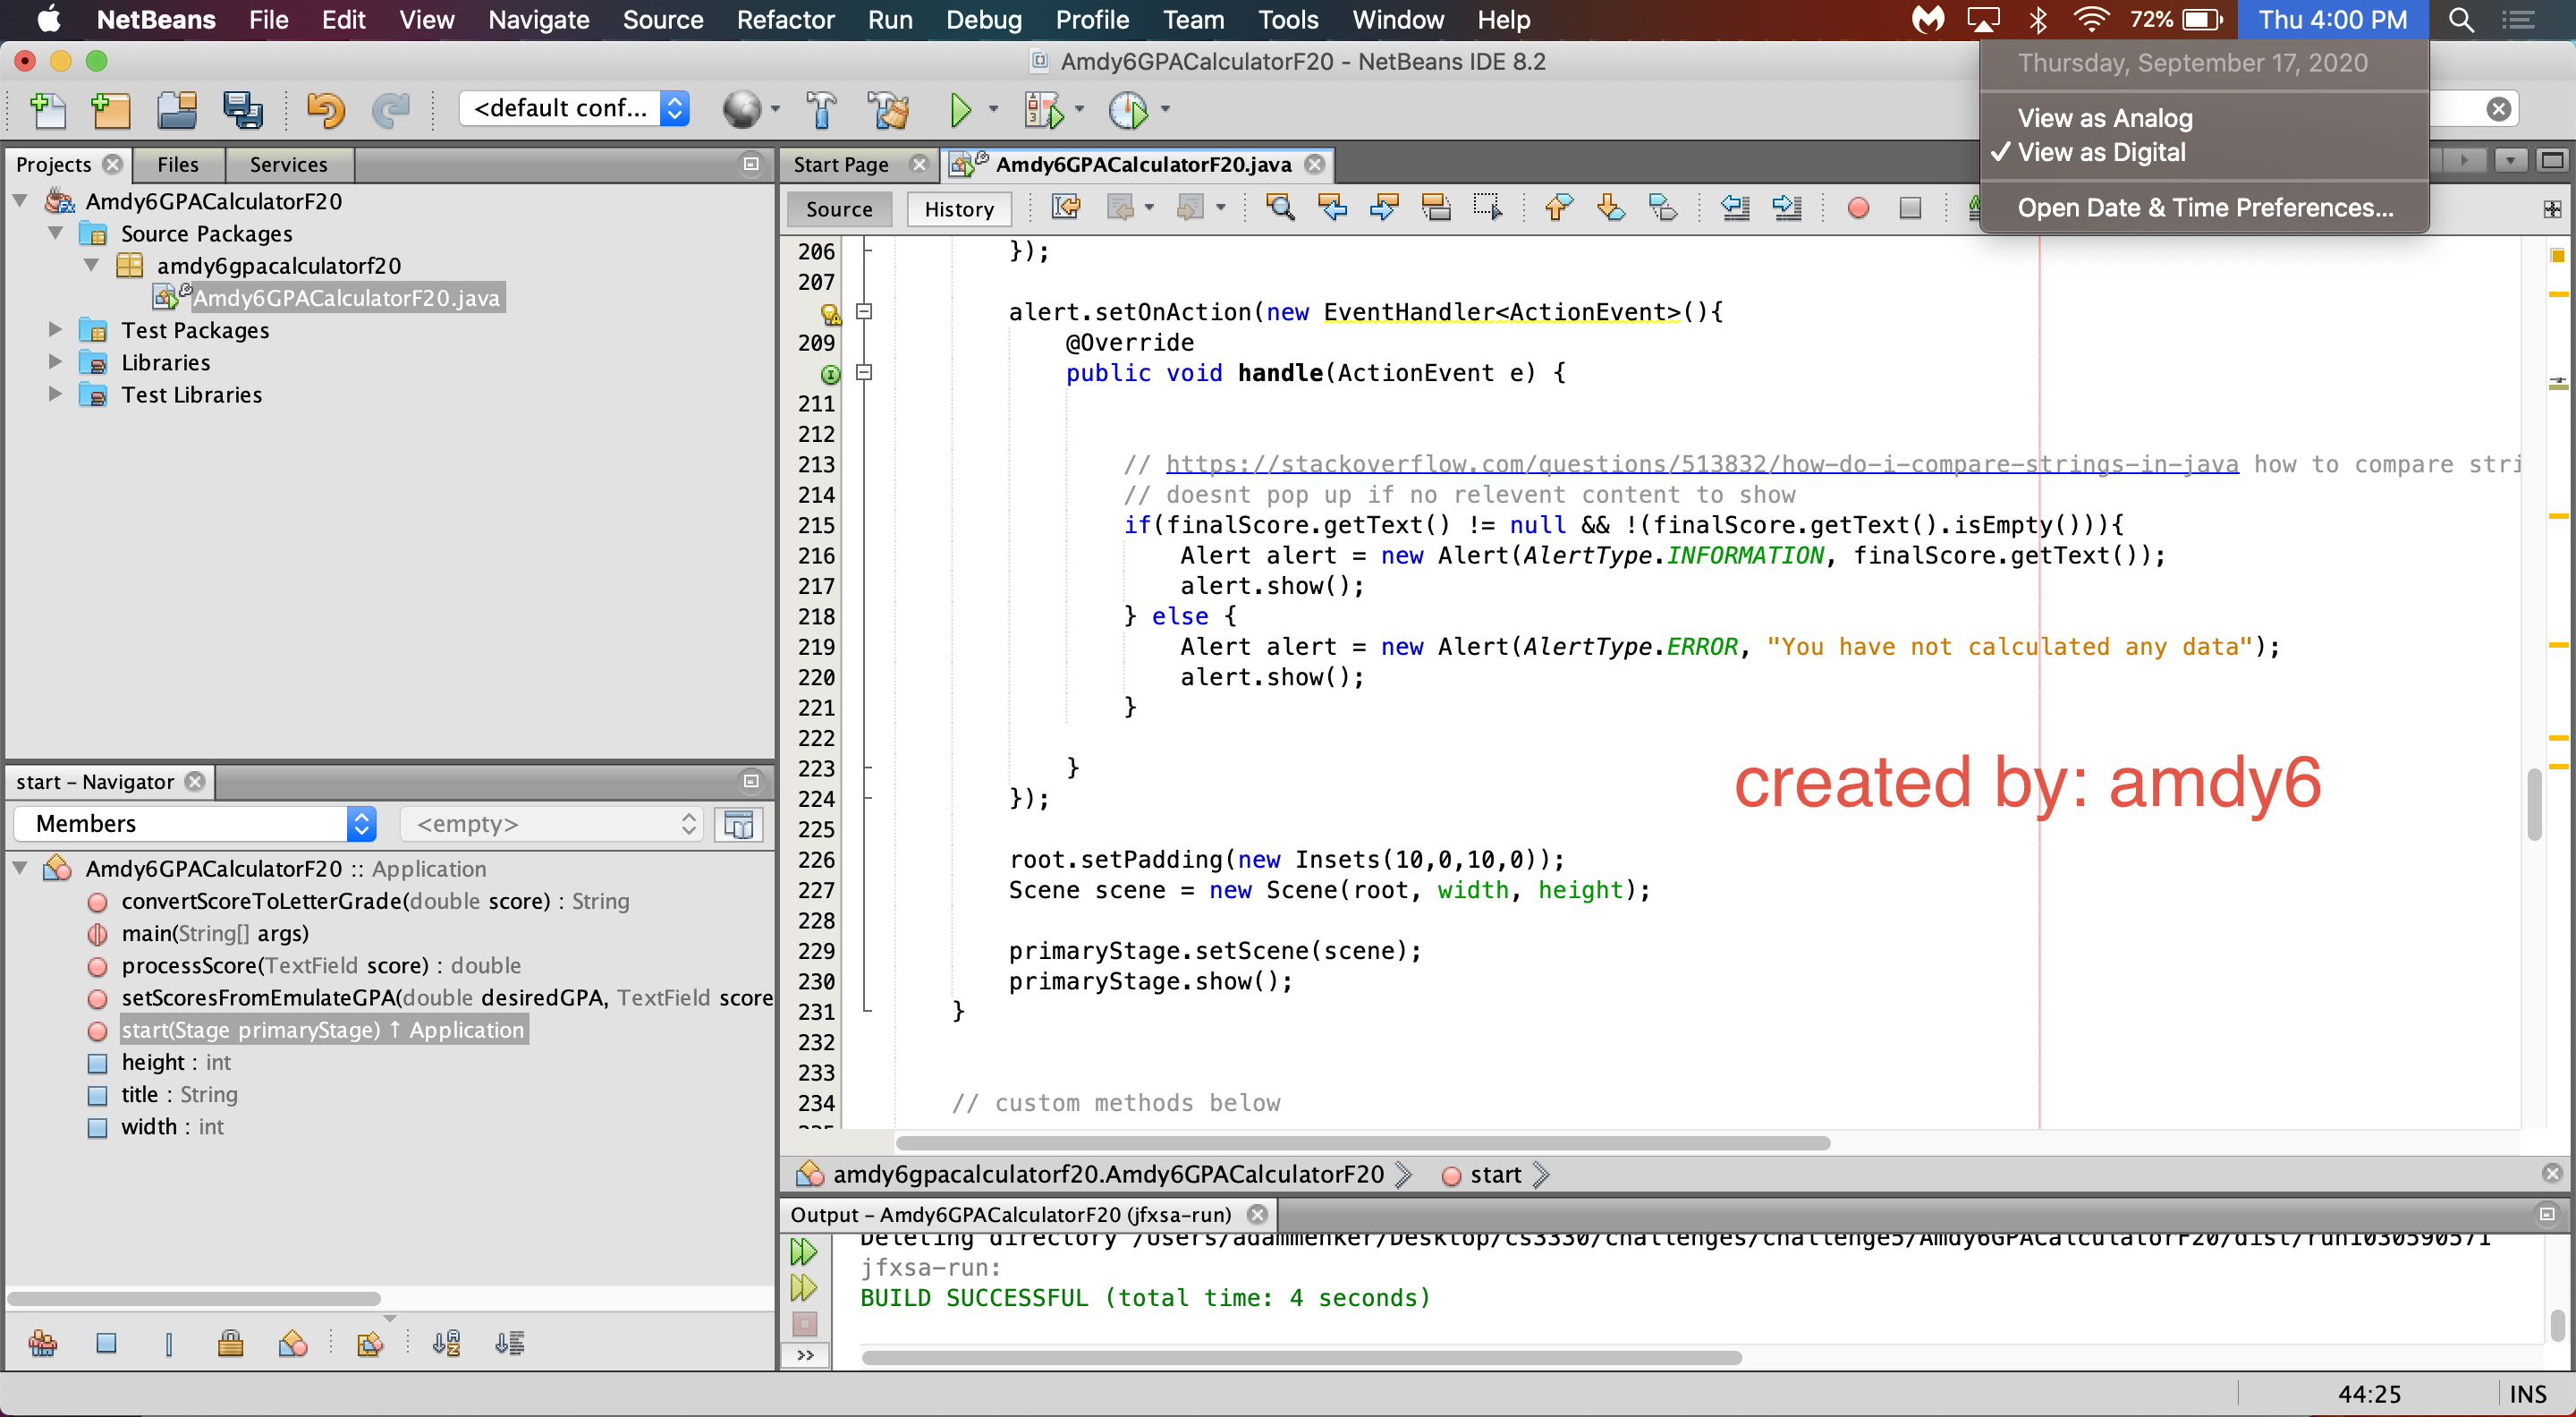 NetBeans File Edit View Navigate Source Refactor Run Debug Profile Team Tools Window Help 72% Thu 4:00 PM
Amdy6GPACalculatorF20 - NetBeans IDE 8.2
Thursday, September 17, 2020
View as Analog
✓ View as Digital
Open Date & Time Preferences...
<default conf...
Projects Files Services
Amdy6GPACalculatorF20
Source Packages
amdy6gpacalculatorf20
Amdy6GPACalculatorF20.java
Test Packages
Libraries
Test Libraries
start - Navigator
Members <empty>
Amdy6GPACalculatorF20 :: Application
convertScoreToLetterGrade(double score) : String
main(String[] args)
processScore(TextField score) : double
setScoresFromEmulateGPA(double desiredGPA, TextField score
start(Stage primaryStage) ↑ Application
height : int
title : String
width : int
Start Page Amdy6GPACalculatorF20.java
Source History
206 });
207
alert.setOnAction(new EventHandler<ActionEvent>(){
209 @Override
public void handle(ActionEvent e) {
211
212
213 // https://stackoverflow.com/questions/513832/how-do-i-compare-strings-in-java how to compare stri
214 // doesnt pop up if no relevent content to show
215 if(finalScore.getText() != null && !(finalScore.getText().isEmpty())){
216 Alert alert = new Alert(AlertType.INFORMATION, finalScore.getText());
217 alert.show();
218 } else {
219 Alert alert = new Alert(AlertType.ERROR, "You have not calculated any data");
220 alert.show();
221 }
222
223 }
224 });
225
226 root.setPadding(new Insets(10,0,10,0));
227 Scene scene = new Scene(root, width, height);
228
229 primaryStage.setScene(scene);
230 primaryStage.show();
231 }
232
233
234 // custom methods below
created by: amdy6
amdy6gpacalculatorf20.Amdy6GPACalculatorF20 start
Output - Amdy6GPACalculatorF20 (jfxsa-run)
Deleting directory /Users/adammenker/Desktop/cs3330/challenges/challenge5/Amdy6GPACalculatorF20/dist/run1030590571
jfxsa-run:
BUILD SUCCESSFUL (total time: 4 seconds)
44:25 INS